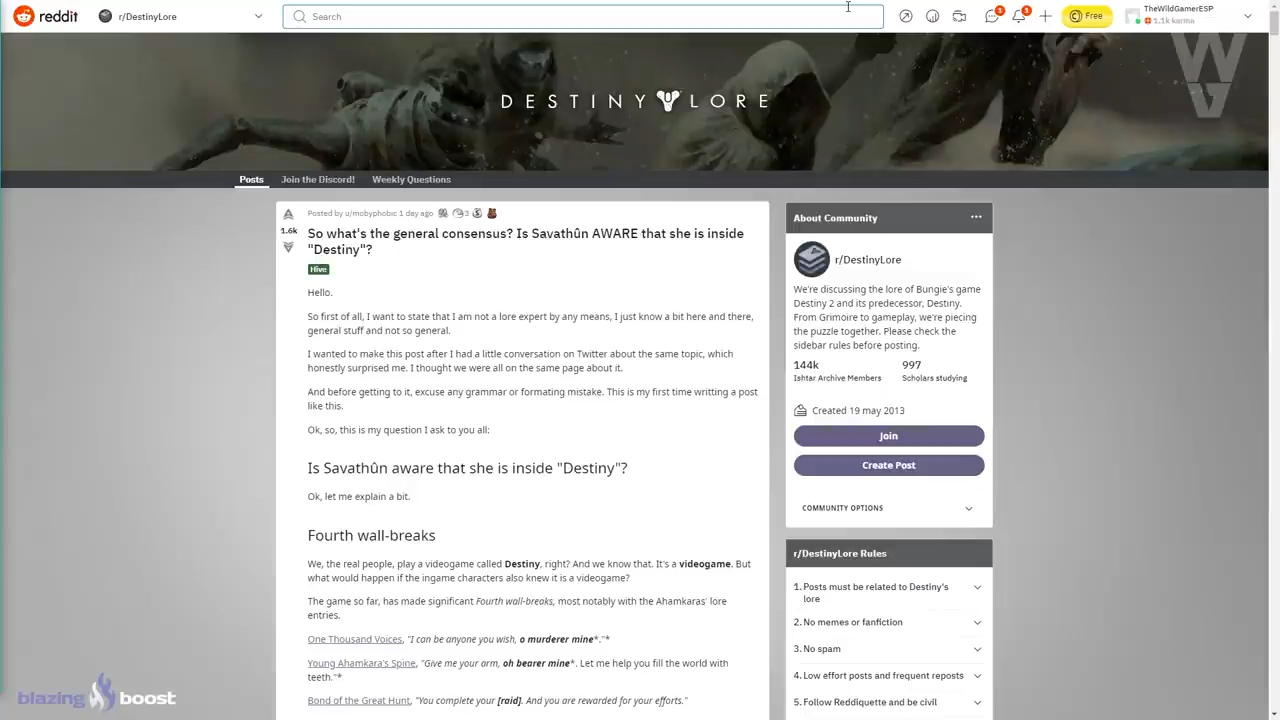 reddit
r/DestinyLore
Search
1
1
Free
TheWildGamerESP
1.1k karma
WG
DESTINY LORE
Posts
Join the Discord!
Weekly Questions
Posted by u/mobyphobic 1 day ago
3
1.6k
So what's the general consensus? Is Savathûn AWARE that she is inside
"Destiny"?
Hive
Hello.
So first of all, I want to state that I am not a lore expert by any means, I just know a bit here and there,
general stuff and not so general.
I wanted to make this post after I had a little conversation on Twitter about the same topic, which
honestly surprised me. I thought we were all on the same page about it.
And before getting to it, excuse any grammar or formating mistake. This is my first time writting a post
like this.
Ok, so, this is my question I ask to you all:
Is Savathûn aware that she is inside "Destiny"?
Ok, let me explain a bit.
Fourth wall-breaks
We, the real people, play a videogame called Destiny, right? And we know that. It's a videogame. But
what would happen if the ingame characters also knew it is a videogame?
The game so far, has made significant Fourth wall-breaks, most notably with the Ahamkaras' lore
entries.
One Thousand Voices, "I can be anyone you wish, o murderer mine*."*
Young Ahamkara's Spine, "Give me your arm, oh bearer mine*. Let me help you fill the world with
teeth."*
Bond of the Great Hunt, "You complete your [raid]. And you are rewarded for your efforts."
About Community
r/DestinyLore
We're discussing the lore of Bungie's game
Destiny 2 and its predecessor, Destiny.
From Grimoire to gameplay, we're piecing
the puzzle together. Please check the
sidebar rules before posting.
144k
997
Ishtar Archive Members
Scholars studying
Created 19 may 2013
Join
Create Post
COMMUNITY OPTIONS
r/DestinyLore Rules
1. Posts must be related to Destiny's
lore
2. No memes or fanfiction
3. No spam
4. Low effort posts and frequent reposts
5. Follow Reddiquette and be civil
blazing boost